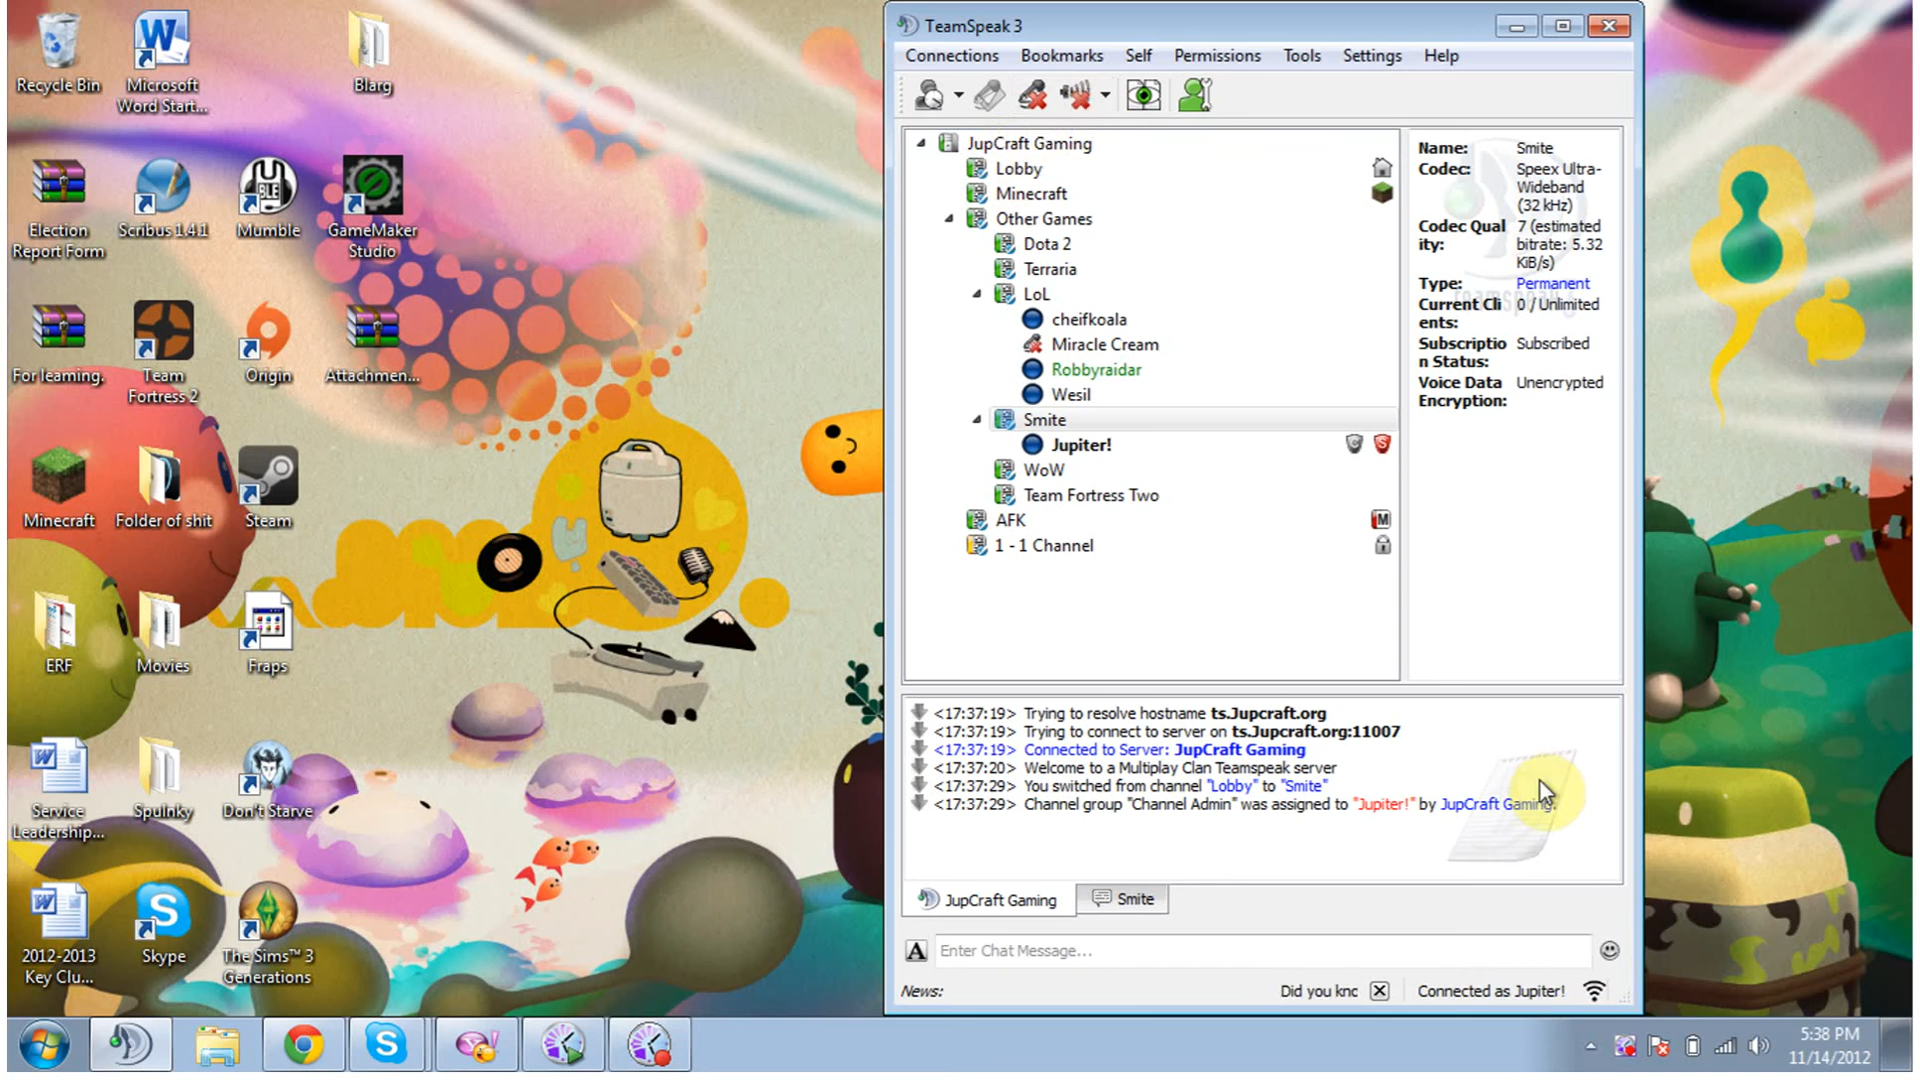 Recycle Bin
Microsoft
Word Start...
Blarg
Election
Report Form
Scribus 1.4.1
Mumble
GameMaker
Studio
For learning.
Team
Fortress 2
Origin
Attachmen...
Minecraft
Folder of shit
Steam
ERF
Movies
Fraps
Service
Leadership...
Spulnky
Don't Starve
2012-2013
Key Clu...
Skype
The Sims™ 3
Generations
TeamSpeak 3
Connections Bookmarks Self Permissions Tools Settings Help
JupCraft Gaming
Lobby
Minecraft
Other Games
Dota 2
Terraria
LoL
cheifkoala
Miracle Cream
Robbyraidar
Wesil
Smite
Jupiter!
WoW
Team Fortress Two
AFK
M
1 - 1 Channel
Name: Smite
Codec: Speex Ultra-
Wideband
(32 kHz)
Codec Qual 7 (estimated
ity: bitrate: 5.32
KiB/s)
Type: Permanent
Current Cli 0 / Unlimited
ents:
Subscriptio Subscribed
n Status:
Voice Data Unencrypted
Encryption:
<17:37:19> Trying to resolve hostname ts.Jupcraft.org
<17:37:19> Trying to connect to server on ts.Jupcraft.org:11007
<17:37:19> Connected to Server: JupCraft Gaming
<17:37:20> Welcome to a Multiplay Clan Teamspeak server
<17:37:29> You switched from channel "Lobby" to "Smite"
<17:37:29> Channel group "Channel Admin" was assigned to "Jupiter!" by JupCraft Gaming.
JupCraft Gaming
Smite
A Enter Chat Message...
News: Did you knc Connected as Jupiter!
5:38 PM
11/14/2012